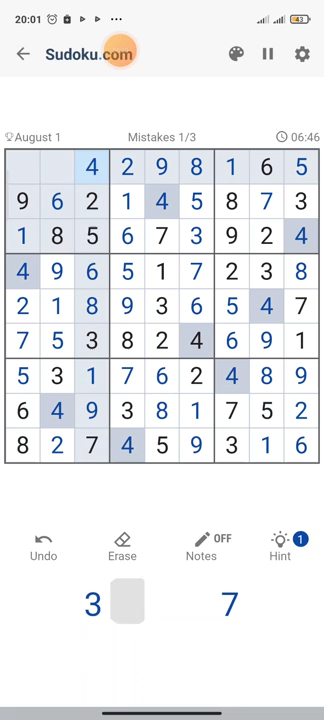 20:01 43
Sudoku.com
August 1 Mistakes 1/3 06:46
4 2 9 8 1 6 5
9 6 2 1 4 5 8 7 3
1 8 5 6 7 3 9 2 4
4 9 6 5 1 7 2 3 8
2 1 8 9 3 6 5 4 7
7 5 3 8 2 4 6 9 1
5 3 1 7 6 2 4 8 9
6 4 9 3 8 1 7 5 2
8 2 7 4 5 9 3 1 6
OFF 1
Undo Erase Notes Hint
3 7